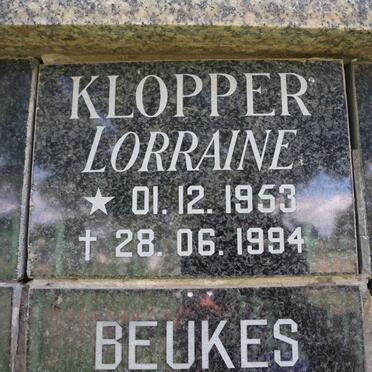 KLOPPER
LORRAINE
★ 01. 12. 1953
† 28. 06. 1994
BEUKES